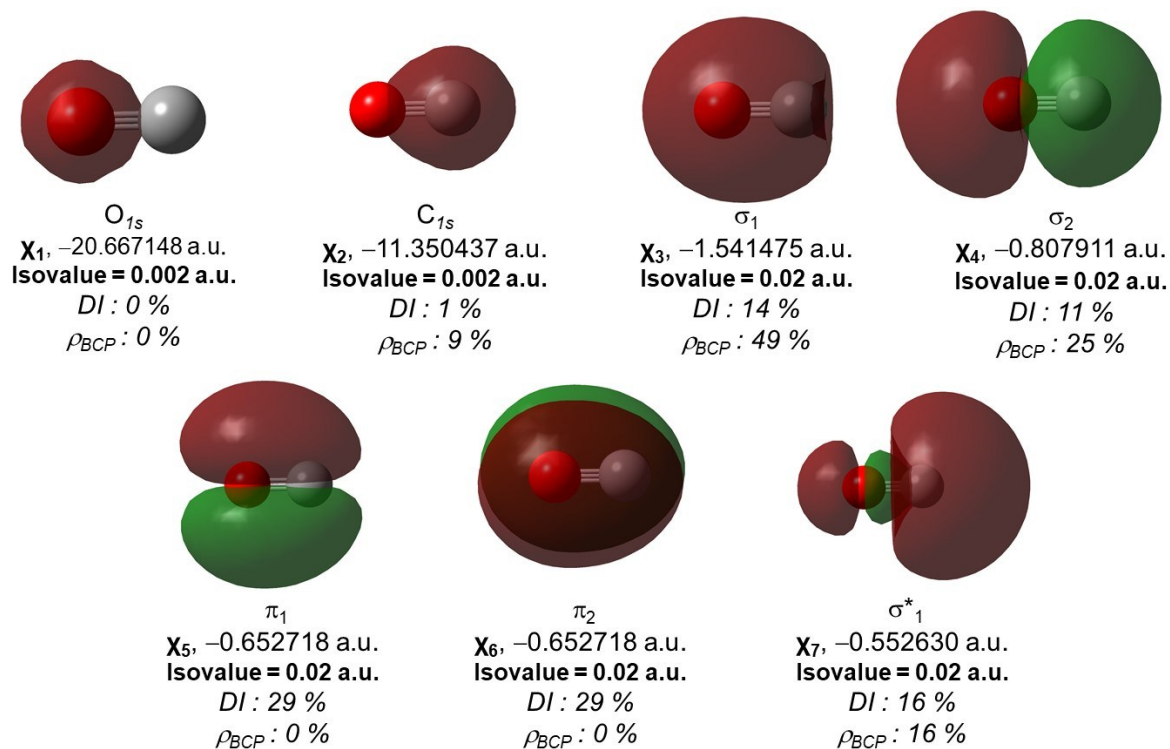 O1s
χ1, −20.667148 a.u.
Isovalue = 0.002 a.u.
DI : 0 %
ρBCP : 0 %
C1s
χ2, −11.350437 a.u.
Isovalue = 0.002 a.u.
DI : 1 %
ρBCP : 9 %
σ1
χ3, −1.541475 a.u.
Isovalue = 0.02 a.u.
DI : 14 %
ρBCP : 49 %
σ2
χ4, −0.807911 a.u.
Isovalue = 0.02 a.u.
DI : 11 %
ρBCP : 25 %
π1
χ5, −0.652718 a.u.
Isovalue = 0.02 a.u.
DI : 29 %
ρBCP : 0 %
π2
χ6, −0.652718 a.u.
Isovalue = 0.02 a.u.
DI : 29 %
ρBCP : 0 %
σ*1
χ7, −0.552630 a.u.
Isovalue = 0.02 a.u.
DI : 16 %
ρBCP : 16 %